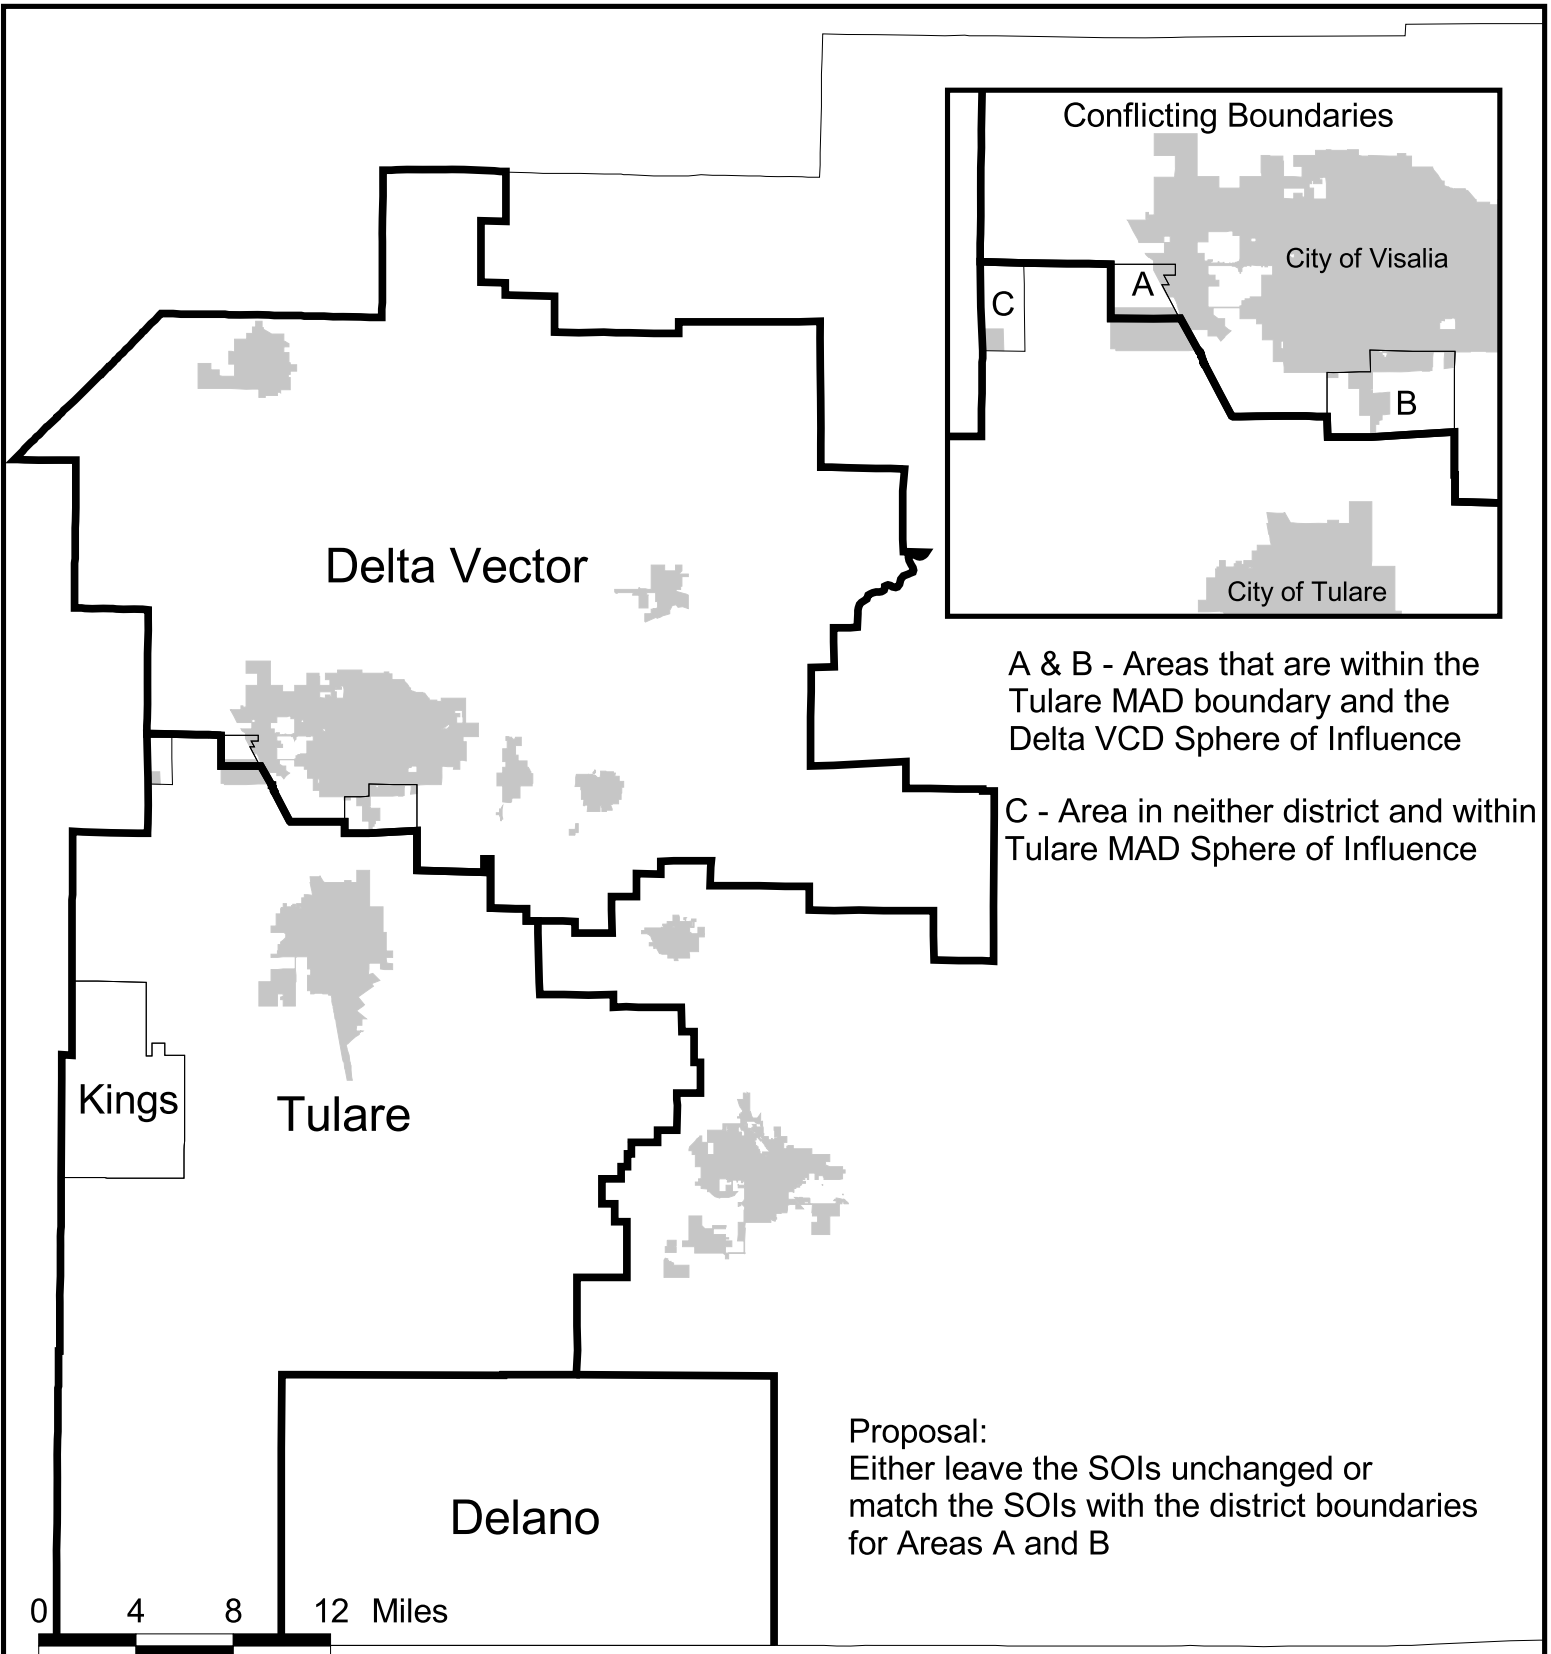 Conflicting Boundaries
City of Visalia
A
C
B
City of Tulare
Delta Vector
A & B - Areas that are within the
Tulare MAD boundary and the
Delta VCD Sphere of Influence
C - Area in neither district and within
Tulare MAD Sphere of Influence
Kings
Tulare
Proposal:
Either leave the SOIs unchanged or
match the SOIs with the district boundaries
for Areas A and B
Delano
0 4 8 12 Miles